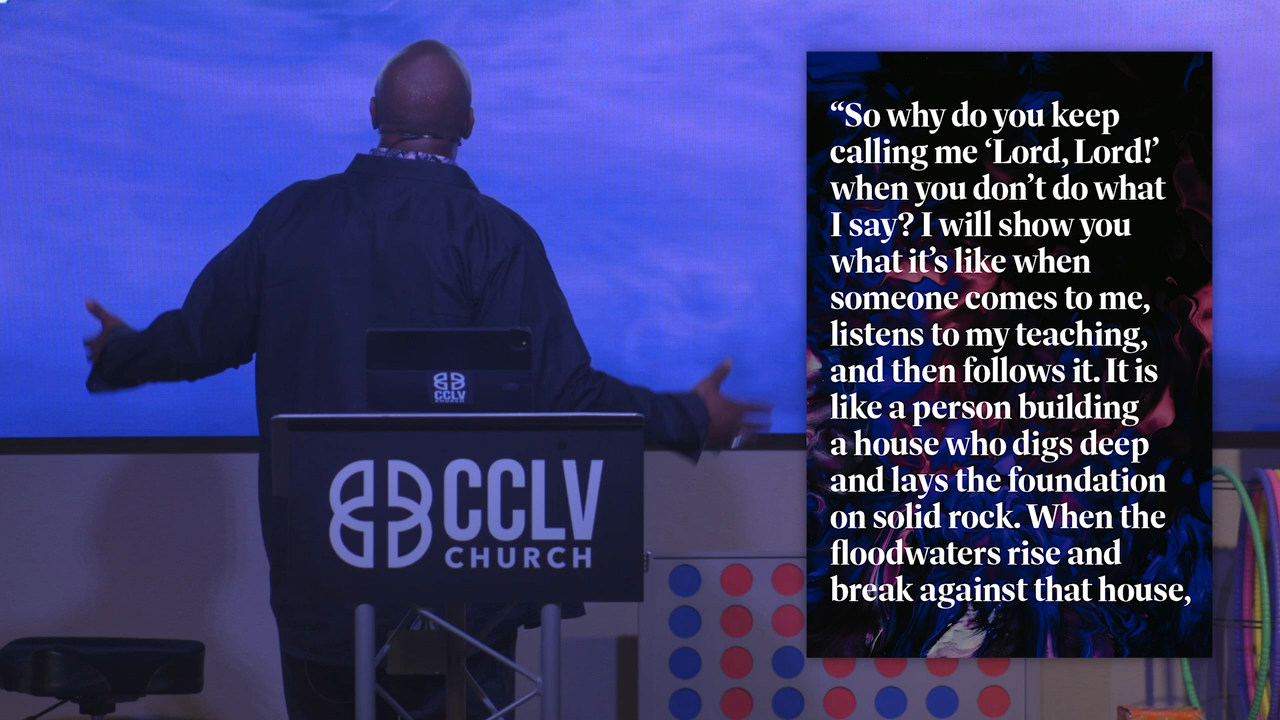 “So why do you keep
calling me ‘Lord, Lord!’
when you don’t do what
I say? I will show you
what it’s like when
someone comes to me,
listens to my teaching,
and then follows it. It is
like a person building
a house who digs deep
and lays the foundation
on solid rock. When the
floodwaters rise and
break against that house,
CCLV
CHURCH
CCLV
CHURCH